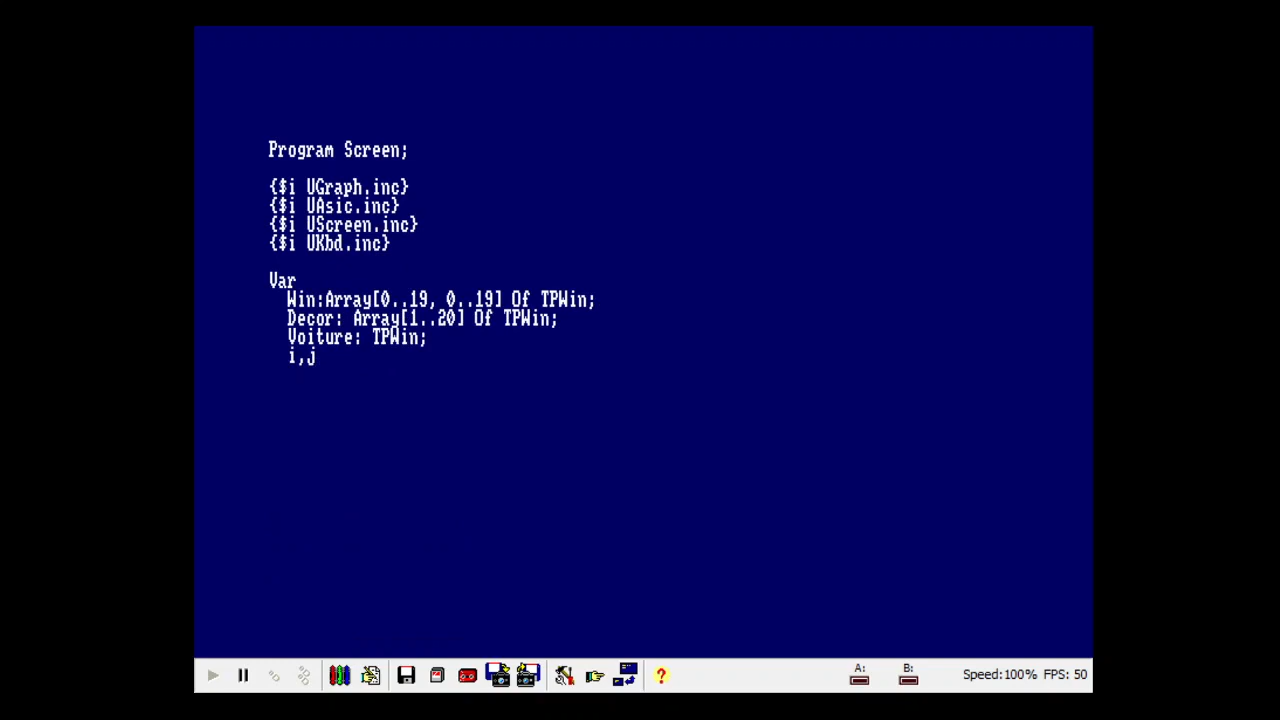 Program Screen;
{$i UGraph.inc}
{$i UAsic.inc}
{$i UScreen.inc}
{$i UKbd.inc}
Var
Win:Array[0..19, 0..19] Of TPWin;
Decor: Array[1..20] Of TPWin;
Voiture: TPWin;
i,j
A:
B:
Speed:100% FPS: 50